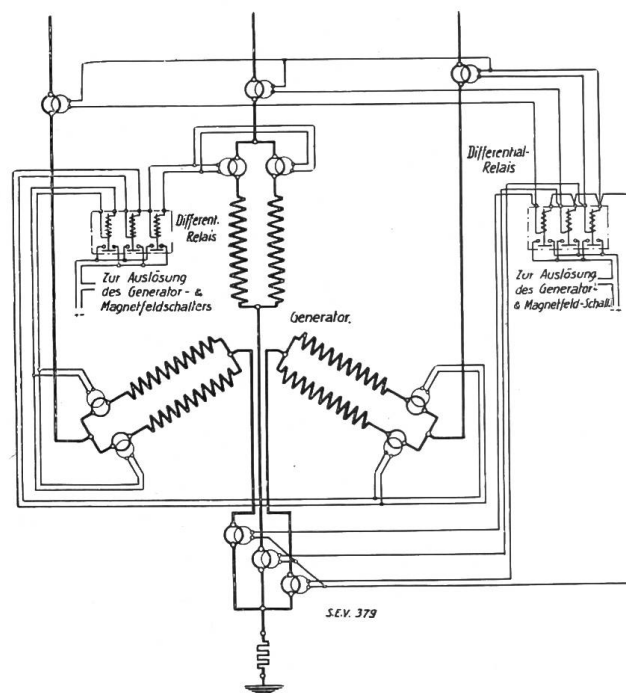 Different.
Relais
Zur Auslösung
des Generator- &
Magnetfeldschalters
Generator.
Differential-
Relais
Zur Auslösung
des Generator-
& Magnetfeld-Schalt.
S.E.V. 379